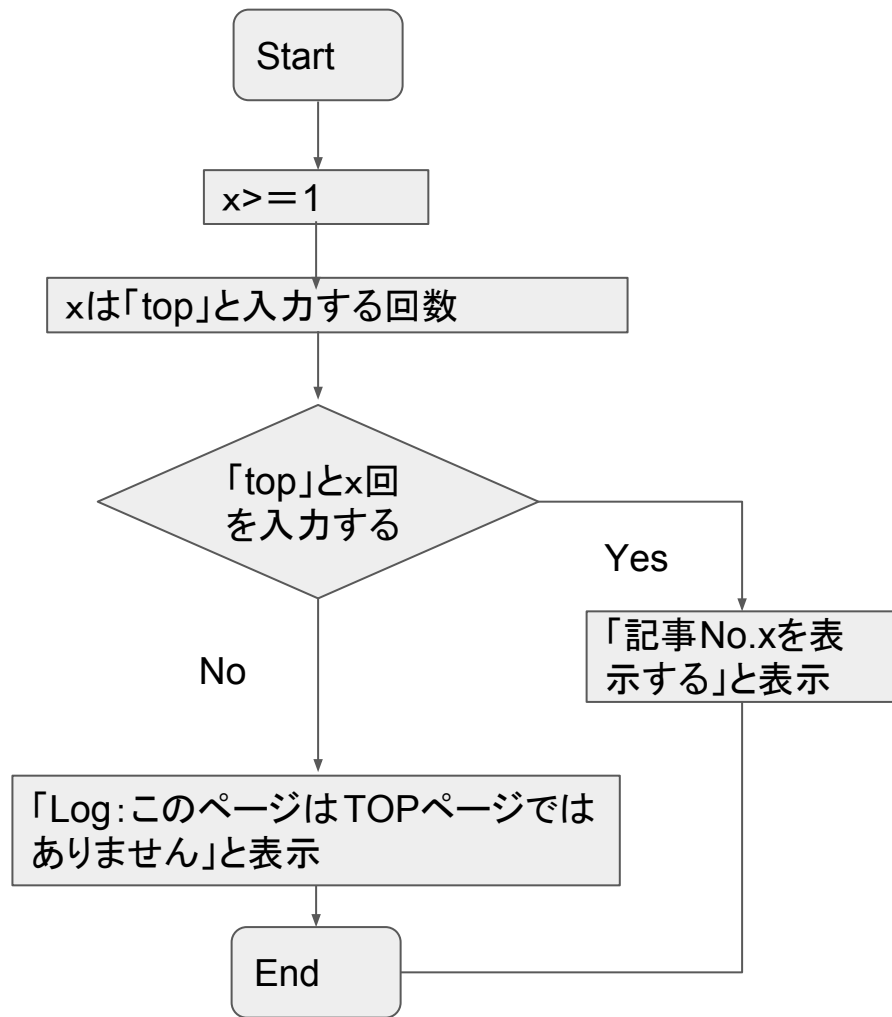 Start
x>＝1
xは「top」と入力する回数
「top」とx回
を入力する
Yes
「記事No.xを表
示する」と表示
No
「Log：このページはTOPページでは
ありません」と表示
End